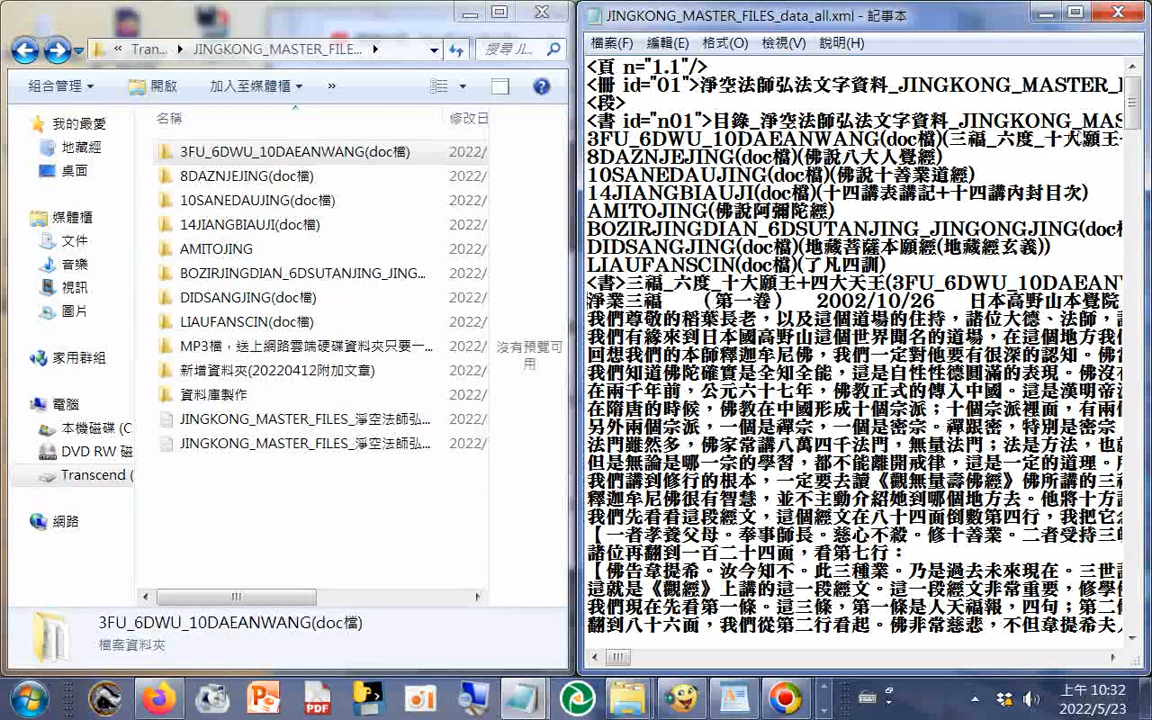 Tran...
JINGKONG_MASTER_FILE...
搜尋 J...
組合管理
開啟
加入至媒體櫃
»
我的最愛
地藏經
桌面
媒體櫃
文件
音樂
視訊
圖片
家用群組
電腦
本機磁碟 (C
DVD RW 磁
Transcend (
網路
名稱
修改日
3FU_6DWU_10DAEANWANG(doc檔)
2022/
8DAZNJEJING(doc檔)
2022/
10SANEDAUJING(doc檔)
2022/
14JIANGBIAUJI(doc檔)
2022/
AMITOJING
2022/
BOZIRJINGDIAN_6DSUTANJING_JING...
2022/
DIDSANGJING(doc檔)
2022/
LIAUFANSCIN(doc檔)
2022/
MP3檔，送上網路雲端硬碟資料夾只要一...
2022/
新增資料夾(20220412附加文章)
2022/
資料庫製作
2022/
JINGKONG_MASTER_FILES_淨空法師弘...
2022/
JINGKONG_MASTER_FILES_淨空法師弘...
2022/
沒有預覽可
用
3FU_6DWU_10DAEANWANG(doc檔)
檔案資料夾
JINGKONG_MASTER_FILES_data_all.xml - 記事本
檔案(F) 編輯(E) 格式(O) 檢視(V) 說明(H)
<頁 n="1.1"/>
<冊 id="01">淨空法師弘法文字資料_JINGKONG_MASTER_
<段>
<書 id="n01">目錄_淨空法師弘法文字資料_JINGKONG_MAS
3FU_6DWU_10DAEANWANG(doc檔)(三福_六度_十大願王
8DAZNJEJING(doc檔)(佛說八大人覺經)
10SANEDAUJING(doc檔)(佛說十善業道經)
14JIANGBIAUJI(doc檔)(十四講表講記+十四講內封目次)
AMITOJING(佛說阿彌陀經)
BOZIRJINGDIAN_6DSUTANJING_JINGONGJING(doc
DIDSANGJING(doc檔)(地藏菩薩本願經(地藏經玄義))
LIAUFANSCIN(doc檔)(了凡四訓)
<書>三福_六度_十大願王+四大天王(3FU_6DWU_10DAEAN
淨業三福 （第一卷） 2002/10/26 日本高野山本覺院
我們尊敬的稻葉長老，以及這個道場的住持，諸位大德、法師，
我們有緣來到日本國高野山這個世界聞名的道場，在這個地方我
回想我們的本師釋迦牟尼佛，我們一定對他要有很深的認知。佛
我們知道佛陀確實是全知全能，這是自性性德圓滿的表現。佛沒
在兩千年前，公元六十七年，佛教正式的傳入中國。這是漢明帝
在隋唐的時候，佛教在中國形成十個宗派；十個宗派裡面，有兩
另外兩個宗派，一個是禪宗，一個是密宗。禪跟密，特別是密宗
法門雖然多，佛家常講八萬四千法門，無量法門；法是方法，也
但是無論是哪一宗的學習，都不能離開戒律，這是一定的道理。
我們講到修行的根本，一定要去讀《觀無量壽佛經》佛所講的三
釋迦牟尼佛很有智慧，並不主動介紹她到哪個地方去。他將十方
我們先看看這段經文，這個經文在八十四面倒數第四行，我把它
【一者孝養父母。奉事師長。慈心不殺。修十善業。二者受持三
諸位再翻到一百二十四面，看第七行：
【佛告韋提希。汝今知不。此三種業。乃是過去未來現在。三世
這就是《觀經》上講的這一段經文。這一段經文非常重要，修學
我們現在先看第一條。這三條，第一條是人天福報，四句；第二
翻到八十六面，我們從第二行看起。佛非常慈悲，不但韋提希夫
上午 10:32
2022/5/23